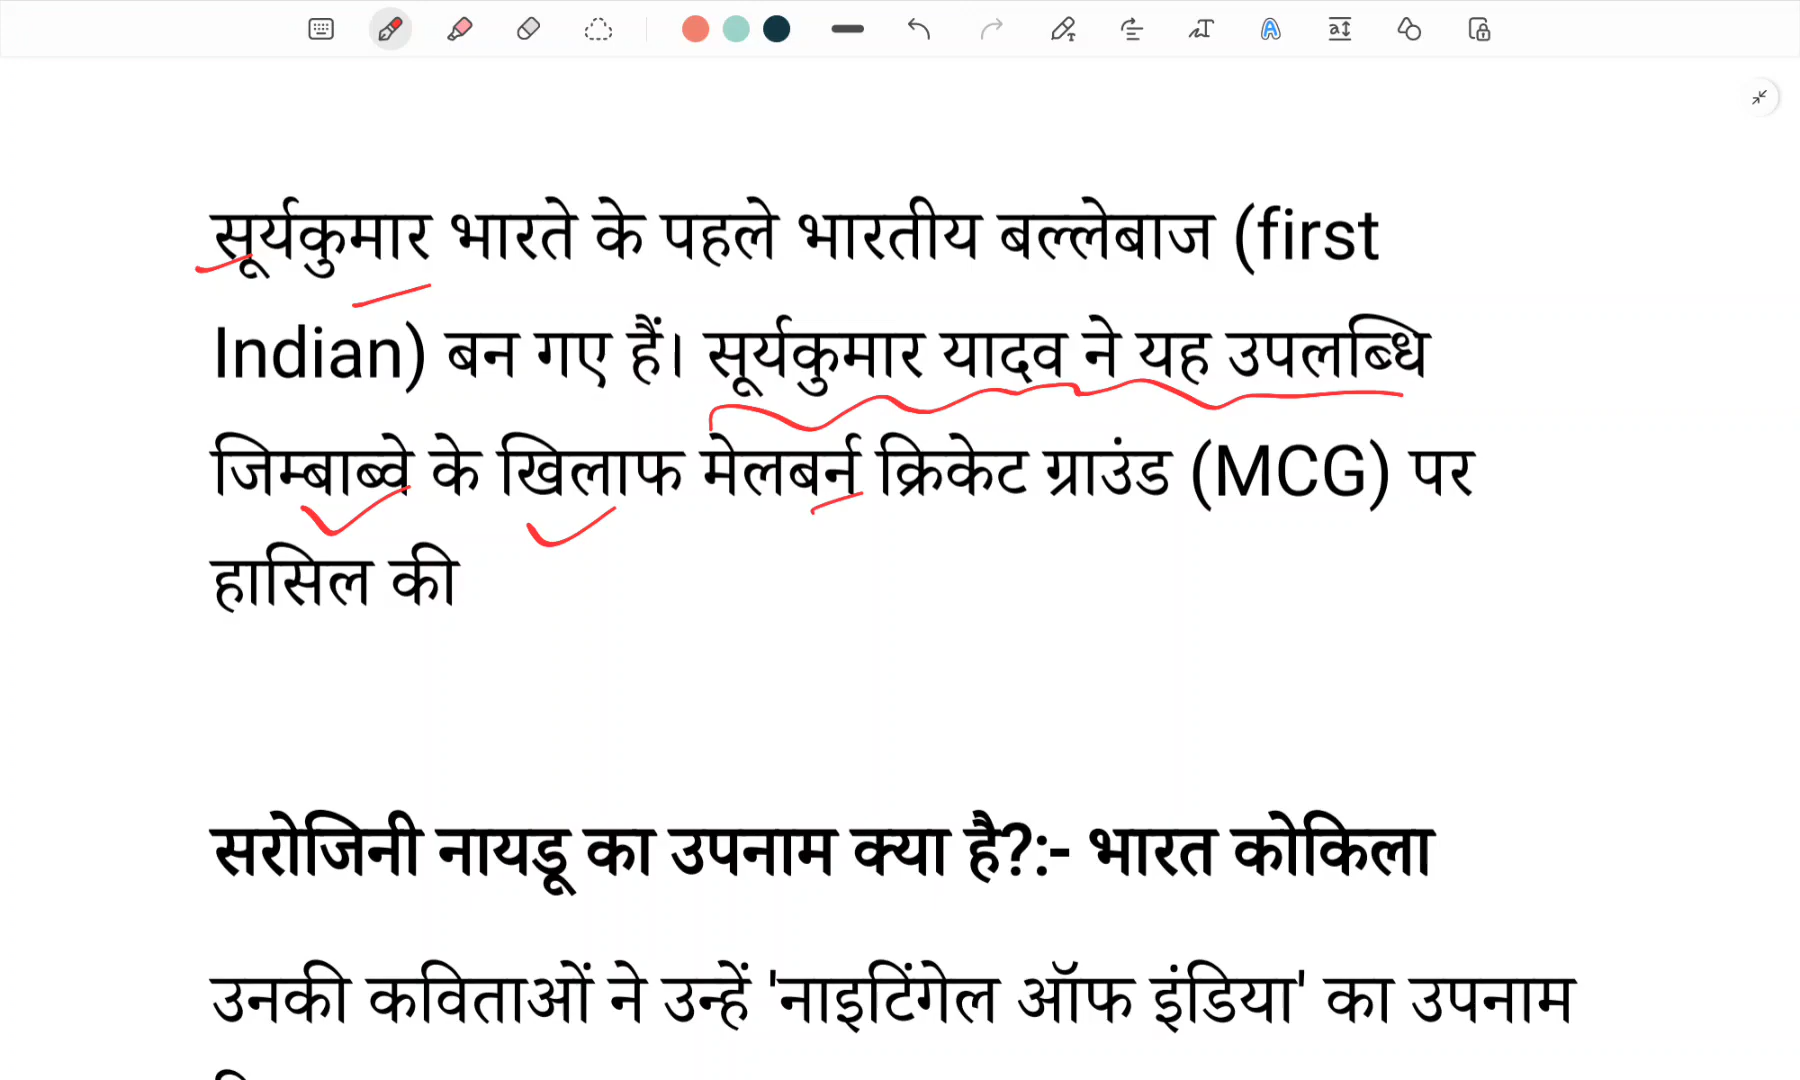 सूर्यकुमार भारते के पहले भारतीय बल्लेबाज (first
Indian) बन गए हैं। सूर्यकुमार यादव ने यह उपलब्धि
जिम्बाब्वे के खिलाफ मेलबर्न क्रिकेट ग्राउंड (MCG) पर
हासिल की
सरोजिनी नायडू का उपनाम क्या है?:- भारत कोकिला
उनकी कविताओं ने उन्हें 'नाइटिंगेल ऑफ इंडिया' का उपनाम